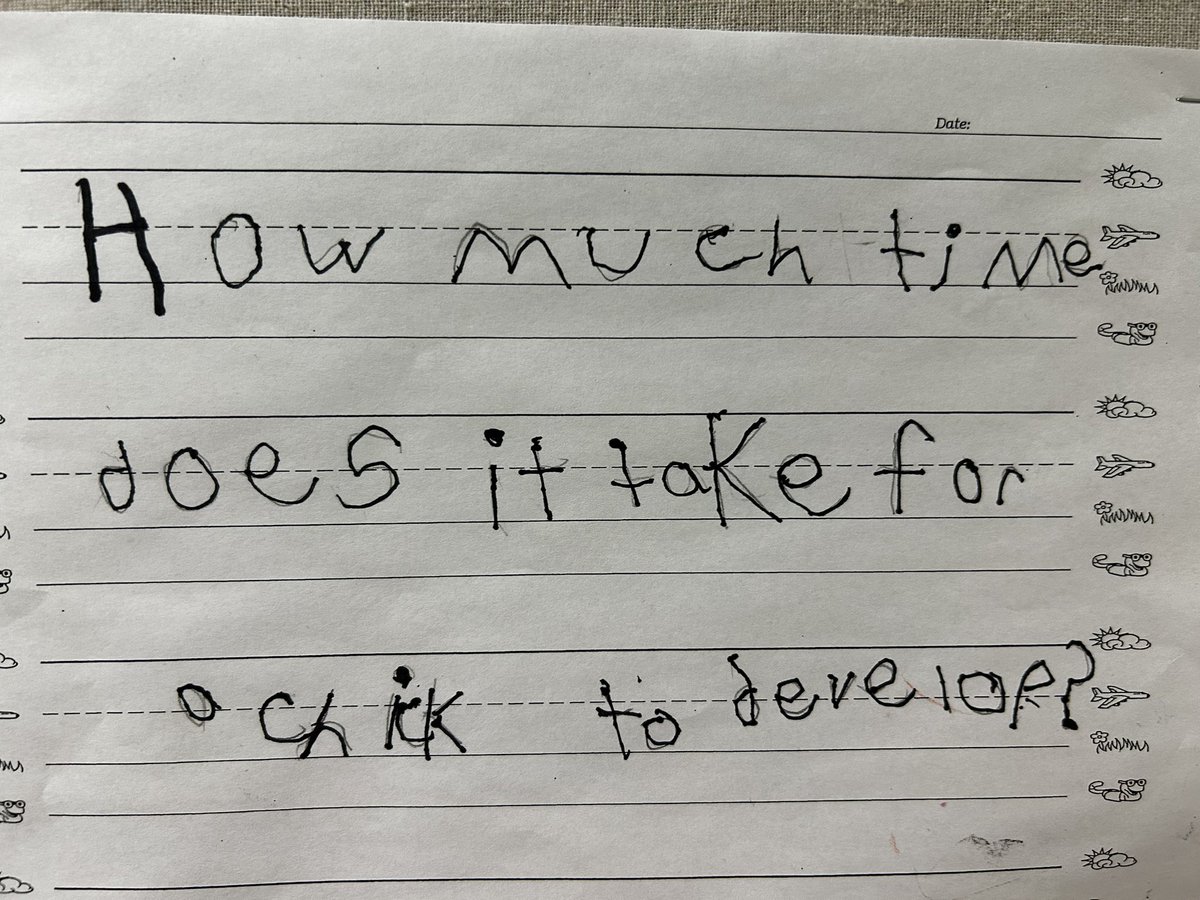 Date:
How much time
does it take for
a chick to develop?